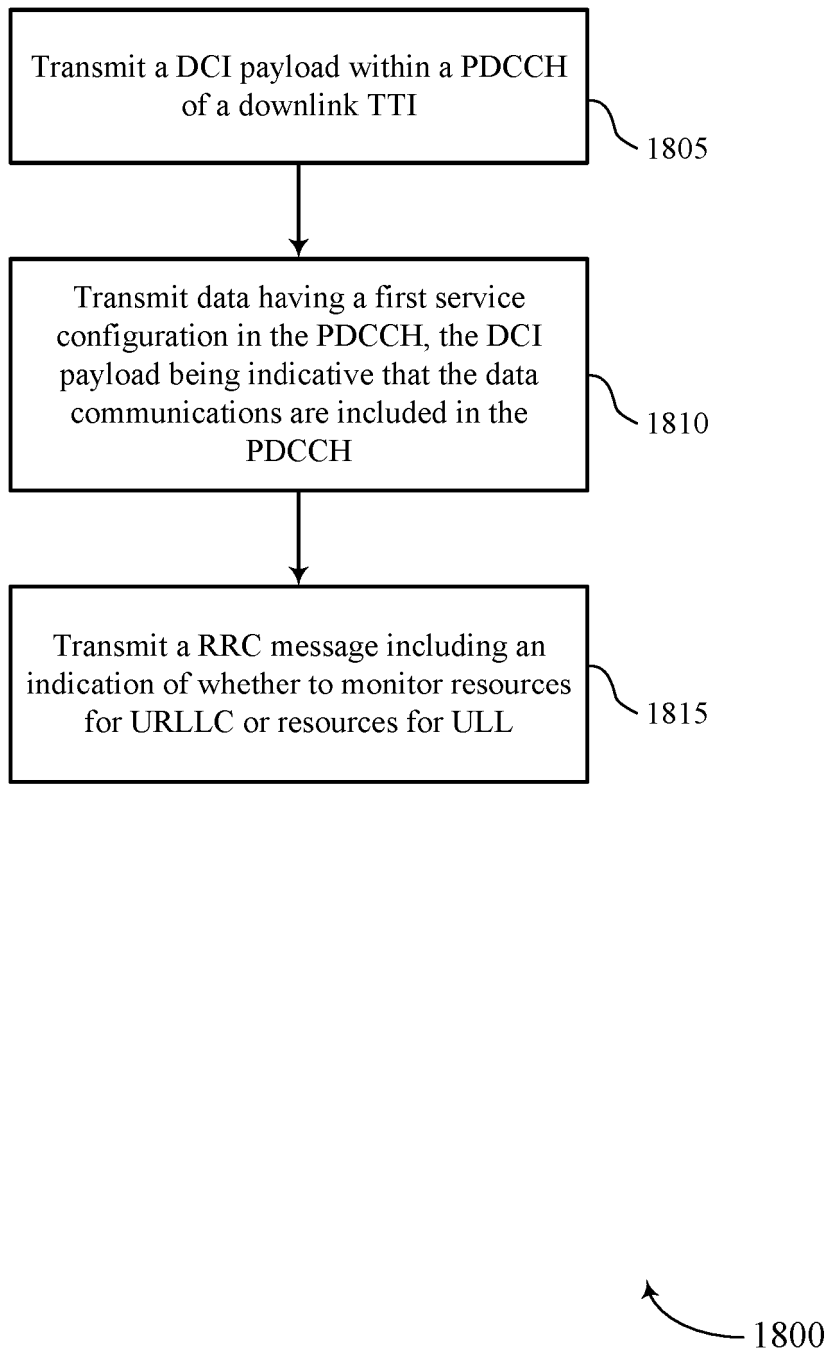 Transmit a DCI payload within a PDCCH
of a downlink TTI
1805
Transmit data having a first service
configuration in the PDCCH, the DCI
payload being indicative that the data
communications are included in the
PDCCH
1810
Transmit a RRC message including an
indication of whether to monitor resources
for URLLC or resources for ULL
1815
1800